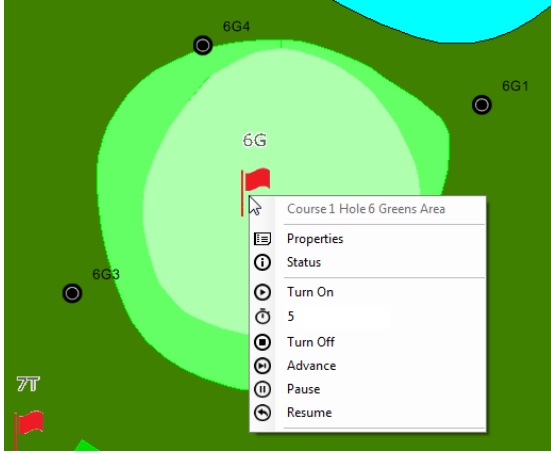 6G4
6G1
6G
Course 1 Hole 6 Greens Area
Properties
Status
6G3
Turn On
5
Turn Off
Advance
7T
Pause
Resume